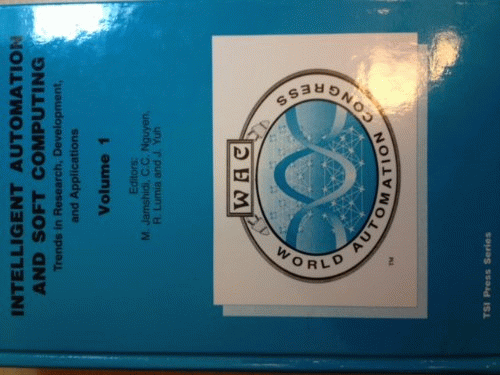 INTELLIGENT AUTOMATION
AND SOFT COMPUTING
Trends in Research, Development,
and Applications
Volume 1
Editors:
M. Jamshidi, C.C. Nguyen,
R. Lumia and J. Yuh
WAC
WORLD AUTOMATION CONGRESS
TM
TSI Press Series